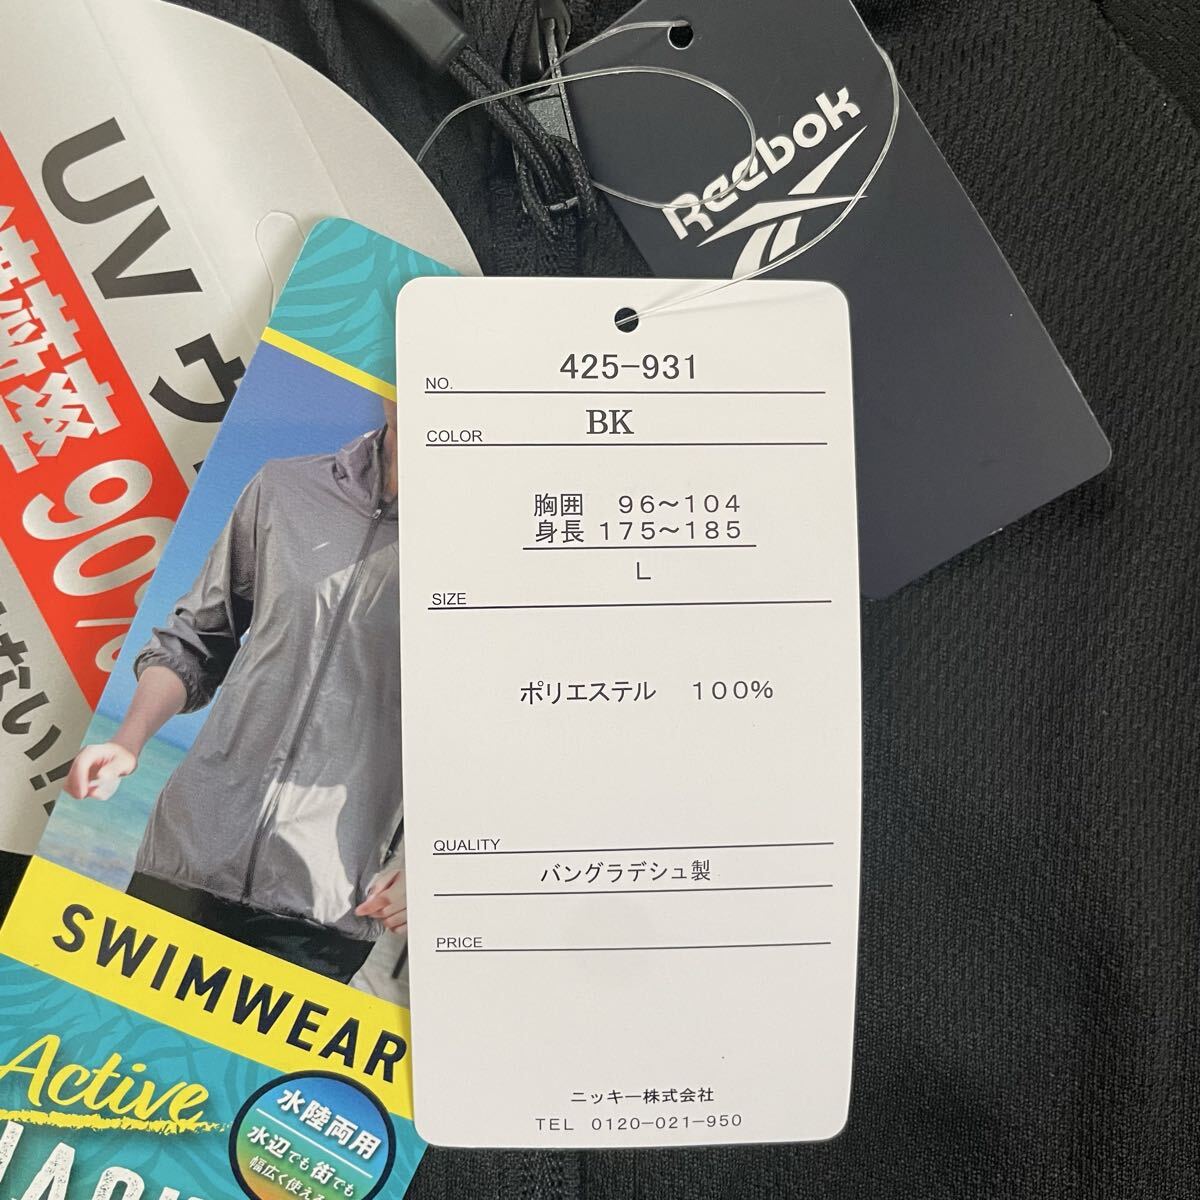 UV
90%
ない!!
Reebok
NO. 425-931
COLOR BK
胸囲 96〜104
身長 175〜185
L
SIZE
ポリエステル 100%
QUALITY
バングラデシュ製
PRICE
ニッキー株式会社
TEL 0120-021-950
SWIMWEAR
Active
水陸両用
水辺でも街でも
幅広く使える